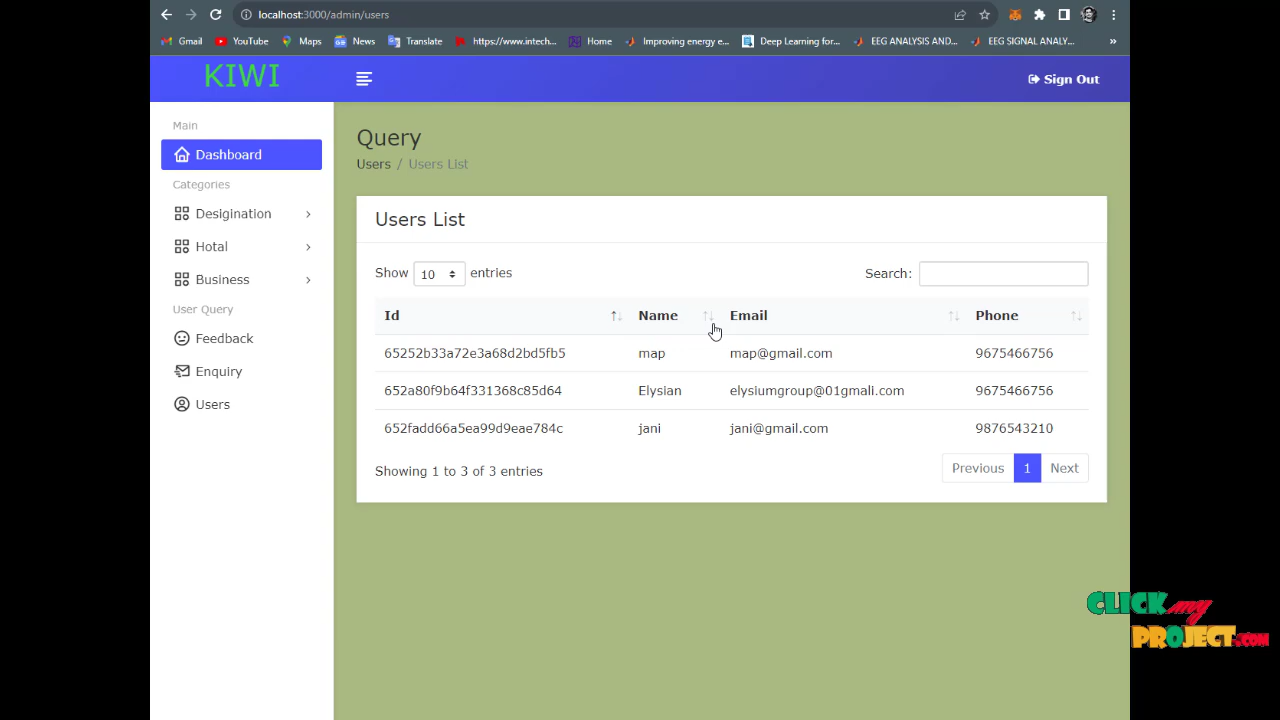 localhost:3000/admin/users
Gmail YouTube Maps News Translate https://www.intech... Home Improving energy e... Deep Learning for... EEG ANALYSIS AND... EEG SIGNAL ANALY... »
KIWI
Sign Out
Main
Dashboard
Categories
Desigination
Hotal
Business
User Query
Feedback
Enquiry
Users
Query
Users / Users List
Users List
Show 10 entries
Search:
Id Name Email Phone
65252b33a72e3a68d2bd5fb5 map map@gmail.com 9675466756
652a80f9b64f331368c85d64 Elysian elysiumgroup@01gmali.com 9675466756
652fadd66a5ea99d9eae784c jani jani@gmail.com 9876543210
Showing 1 to 3 of 3 entries
Previous 1 Next
CLICK my
PROJECT.COM